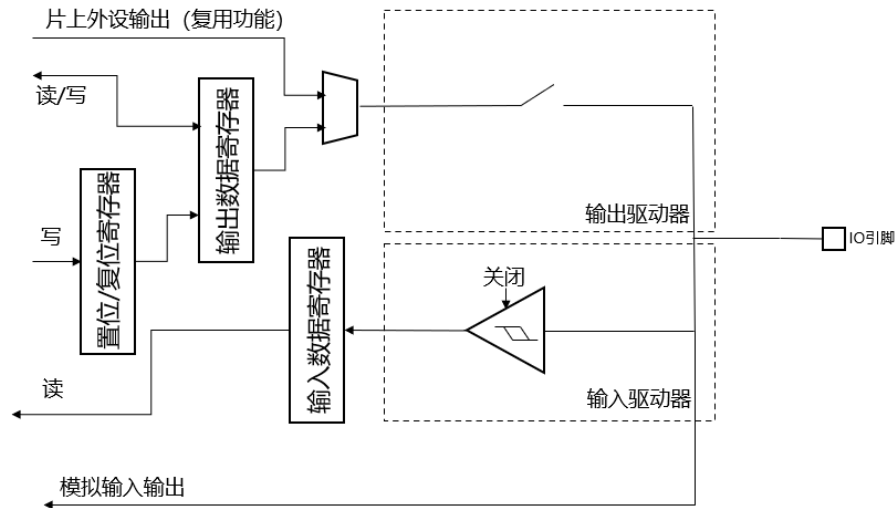 片上外设输出（复用功能）
读/写
输出数据寄存器
置位/复位寄存器
写
输出驱动器
IO引脚
输入数据寄存器
关闭
读
输入驱动器
模拟输入输出